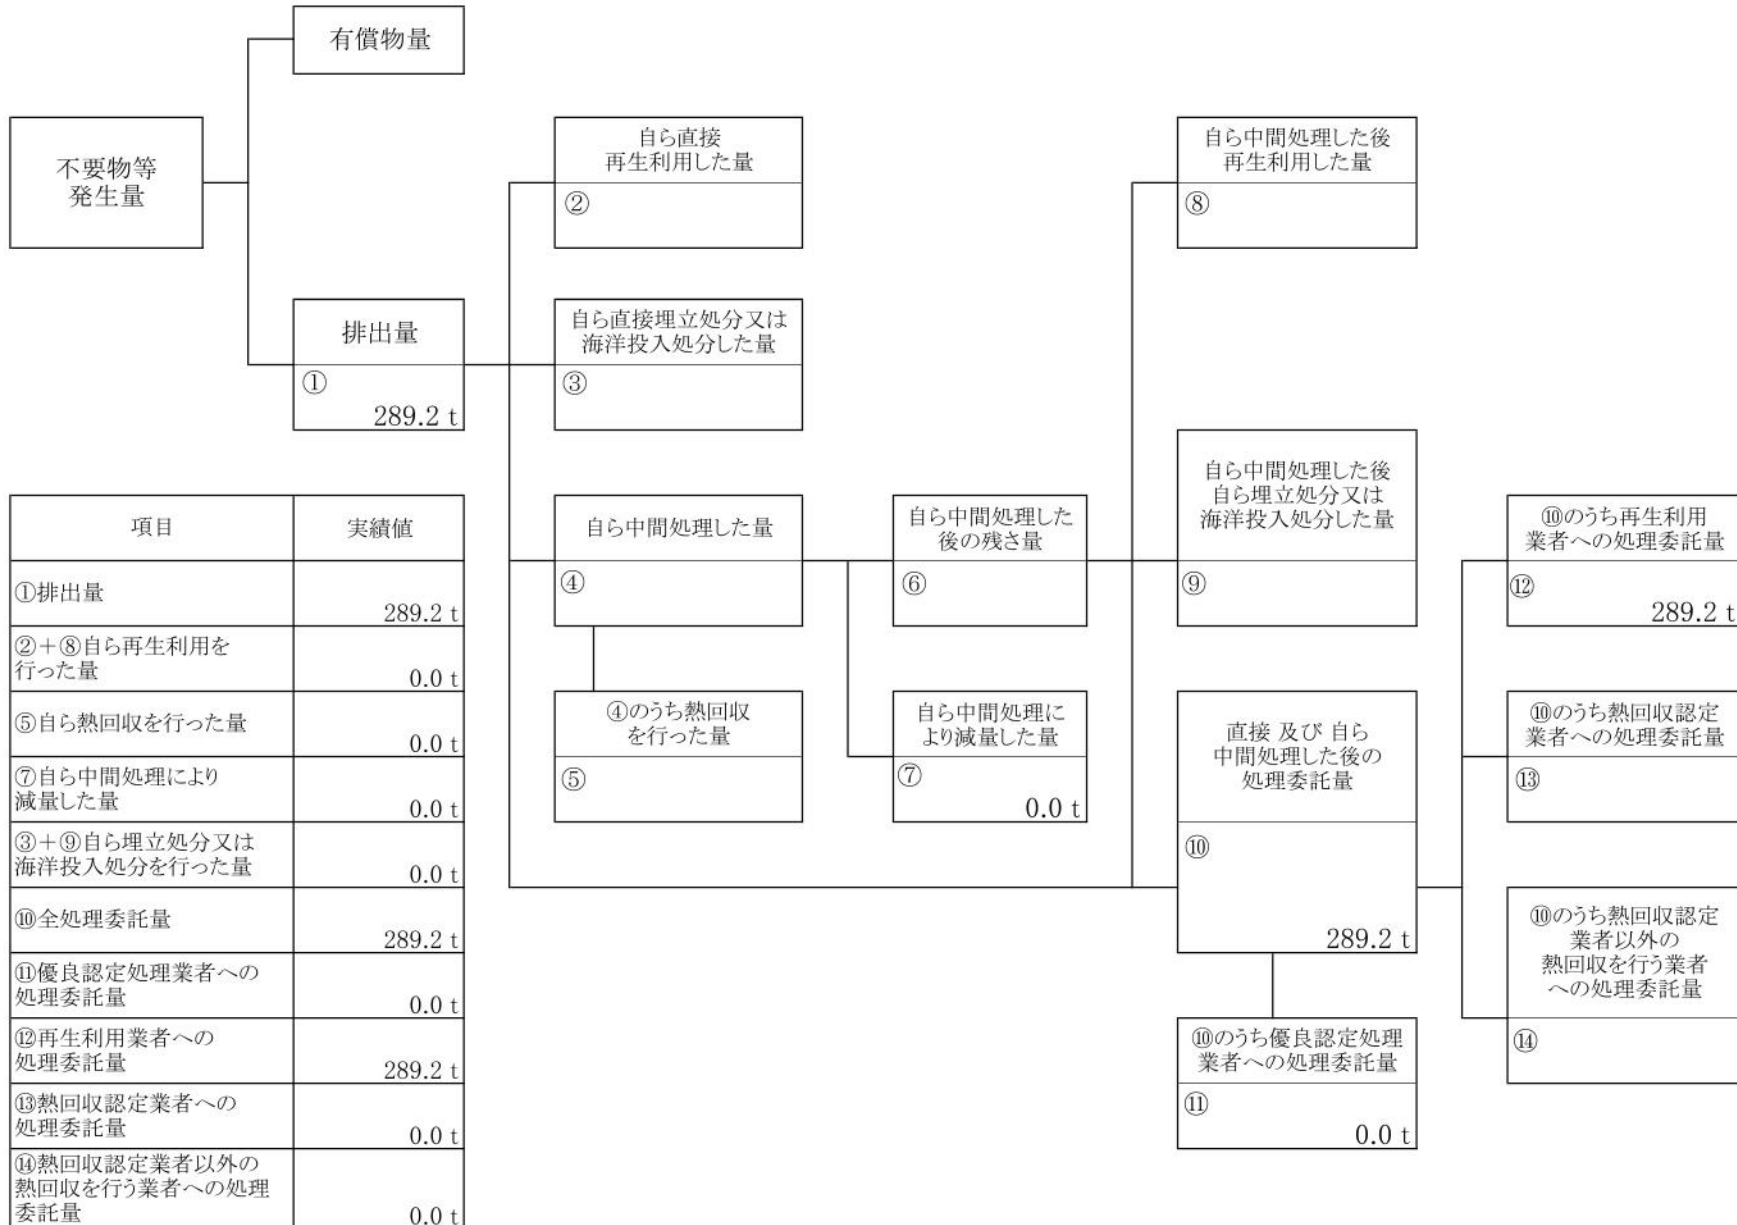 有償物量
不要物等
発生量
自ら直接
再生利用した量
②
自ら中間処理した後
再生利用した量
⑧
排出量
①
289.2 t
自ら直接埋立処分又は
海洋投入処分した量
③
自ら中間処理した量
④
自ら中間処理した
後の残さ量
⑥
自ら中間処理した後
自ら埋立処分又は
海洋投入処分した量
⑨
⑩のうち再生利用
業者への処理委託量
⑫
289.2 t
④のうち熱回収
を行った量
⑤
自ら中間処理に
より減量した量
⑦
0.0 t
直接 及び 自ら
中間処理した後の
処理委託量
⑩
289.2 t
⑩のうち熱回収認定
業者への処理委託量
⑬
⑩のうち熱回収認定
業者以外の
熱回収を行う業者
への処理委託量
⑭
⑩のうち優良認定処理
業者への処理委託量
⑪
0.0 t
項目 実績値
①排出量
289.2 t
②+⑧自ら再生利用を
行った量
0.0 t
⑤自ら熱回収を行った量
0.0 t
⑦自ら中間処理により
減量した量
0.0 t
③+⑨自ら埋立処分又は
海洋投入処分を行った量
0.0 t
⑩全処理委託量
289.2 t
⑪優良認定処理業者への
処理委託量
0.0 t
⑫再生利用業者への
処理委託量
289.2 t
⑬熱回収認定業者への
処理委託量
0.0 t
⑭熱回収認定業者以外の
熱回収を行う業者への処理
委託量
0.0 t